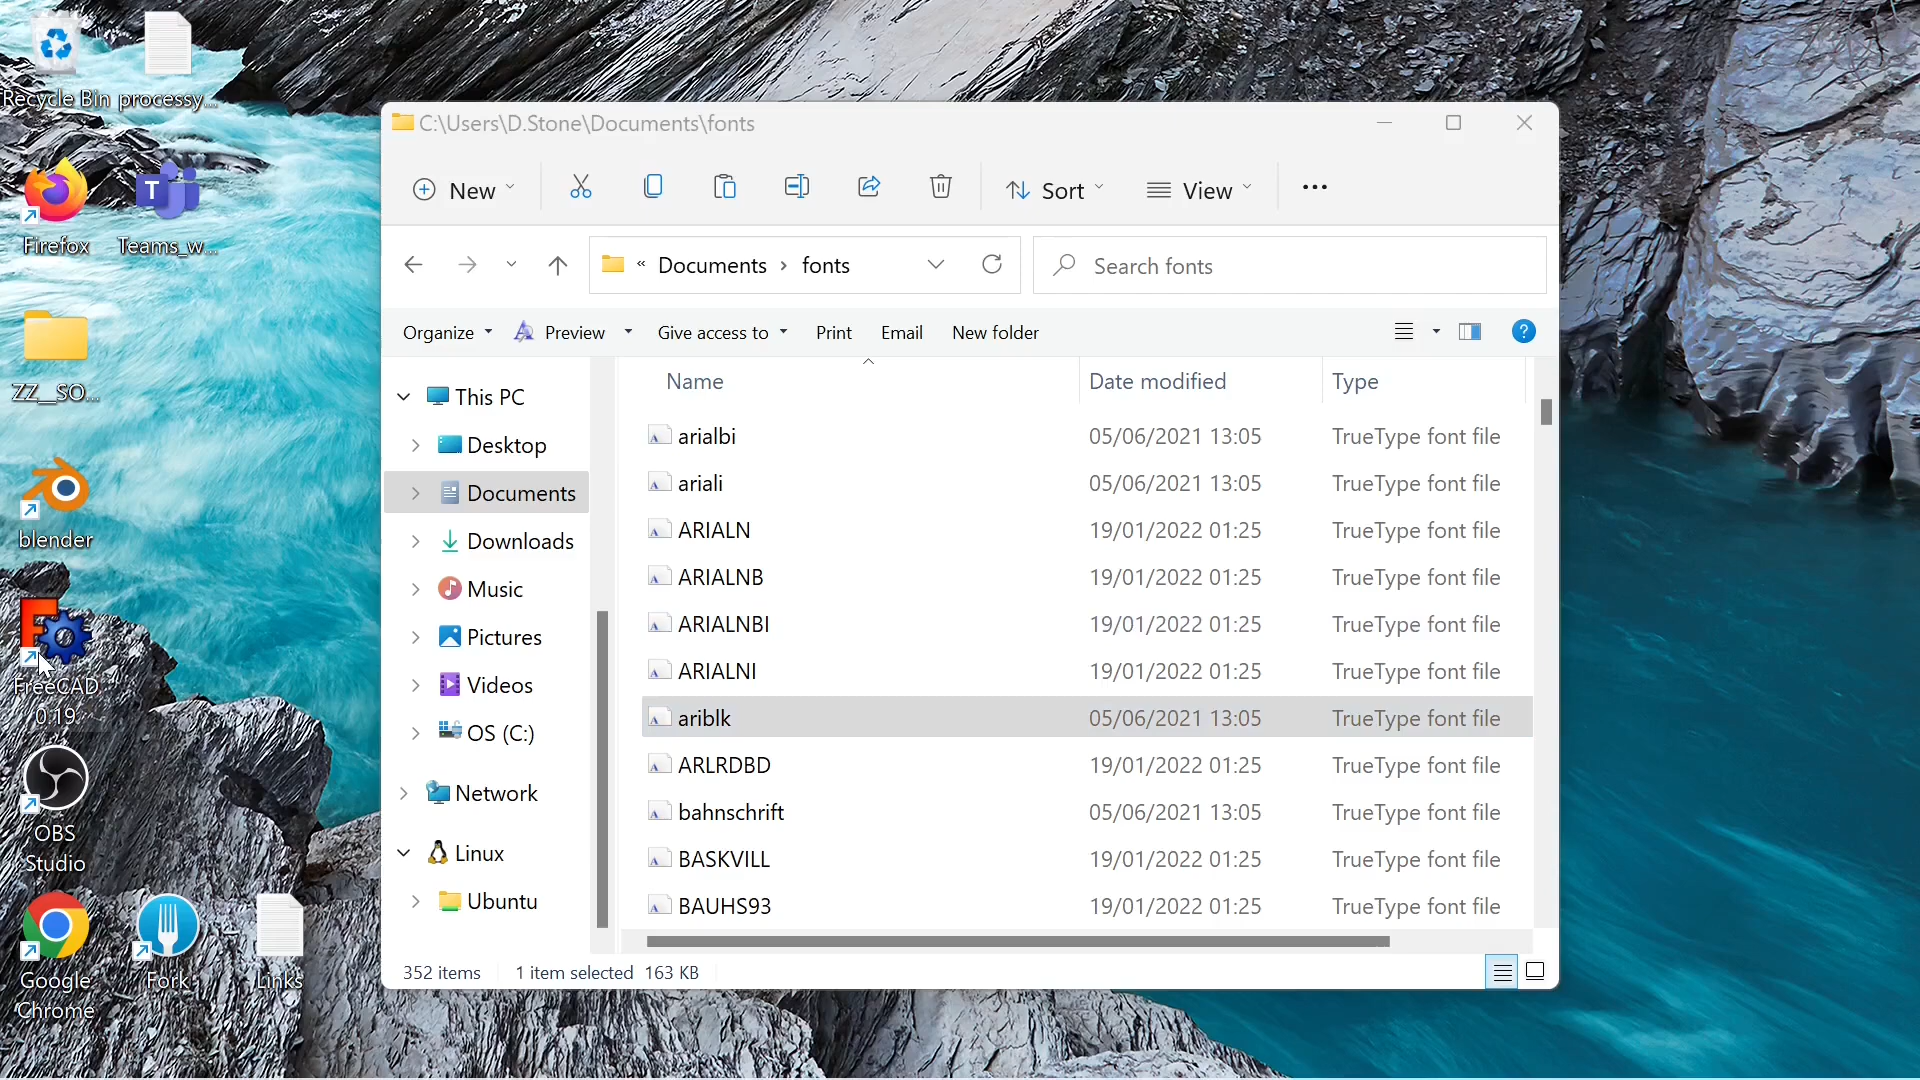 Recycle Bin
processy...
Firefox
Teams_w...
ZZ__SO...
blender
FreeCAD
0.19
OBS
Studio
Google
Chrome
Fork
Links
C:\Users\D.Stone\Documents\fonts
New
Sort
View
« Documents › fonts
Search fonts
Organize
Preview
Give access to
Print
Email
New folder
This PC
Desktop
Documents
Downloads
Music
Pictures
Videos
OS (C:)
Network
Linux
Ubuntu
Name Date modified Type
arialbi 05/06/2021 13:05 TrueType font file
ariali 05/06/2021 13:05 TrueType font file
ARIALN 19/01/2022 01:25 TrueType font file
ARIALNB 19/01/2022 01:25 TrueType font file
ARIALNBI 19/01/2022 01:25 TrueType font file
ARIALNI 19/01/2022 01:25 TrueType font file
ariblk 05/06/2021 13:05 TrueType font file
ARLRDBD 19/01/2022 01:25 TrueType font file
bahnschrift 05/06/2021 13:05 TrueType font file
BASKVILL 19/01/2022 01:25 TrueType font file
BAUHS93 19/01/2022 01:25 TrueType font file
352 items 1 item selected 163 KB